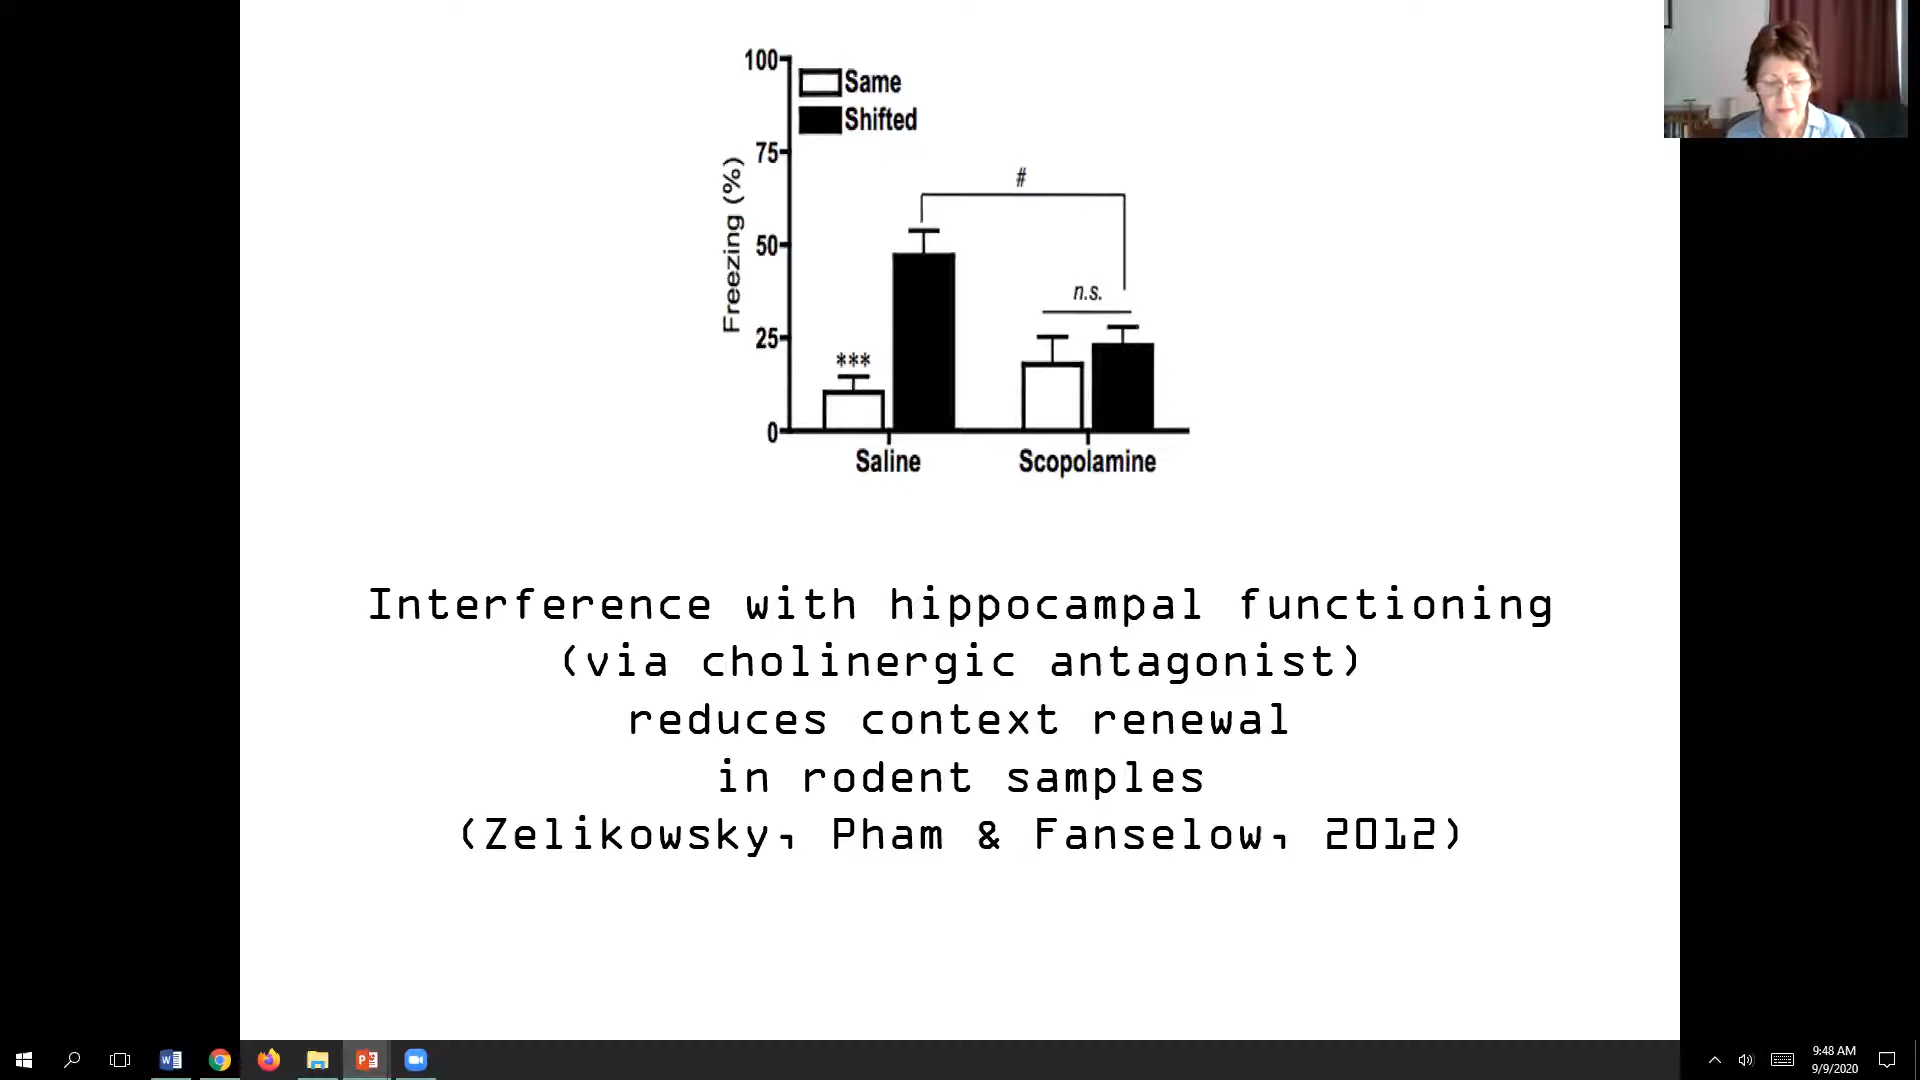 100
Same
Shifted
75
#
Freezing (%)
50
n.s.
25
***
0
Saline
Scopolamine
Interference with hippocampal functioning
(via cholinergic antagonist)
reduces context renewal
in rodent samples
(Zelikowsky, Pham & Fanselow, 2012)
9:48 AM
9/9/2020